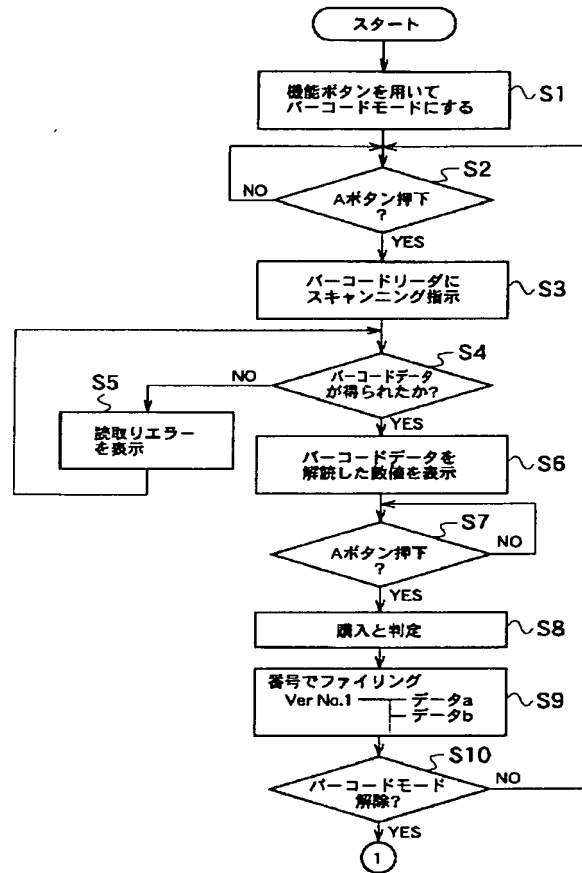 スタート
機能ボタンを用いて
バーコードモードにする
S1
S2
Aボタン押下
?
NO
YES
バーコードリーダに
スキャンニング指示
S3
S4
バーコードデータ
が得られたか?
NO
YES
S5
読取りエラー
を表示
バーコードデータを
解読した数値を表示
S6
S7
Aボタン押下
?
NO
YES
購入と判定
S8
番号でファイリング
Ver No.1 データa
データb
S9
S10
バーコードモード
解除?
NO
YES
1